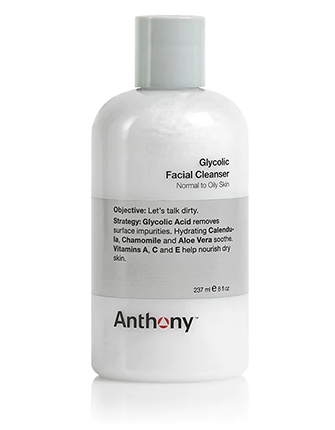 Glycolic
Facial Cleanser
Normal to Oily Skin
Objective: Let's talk dirty.
Strategy: Glycolic Acid removes
surface impurities. Hydrating Calendu-
la, Chamomile and Aloe Vera soothe.
Vitamins A, C and E help nourish dry
skin.
237 ml e 8 fl oz
Anthony™